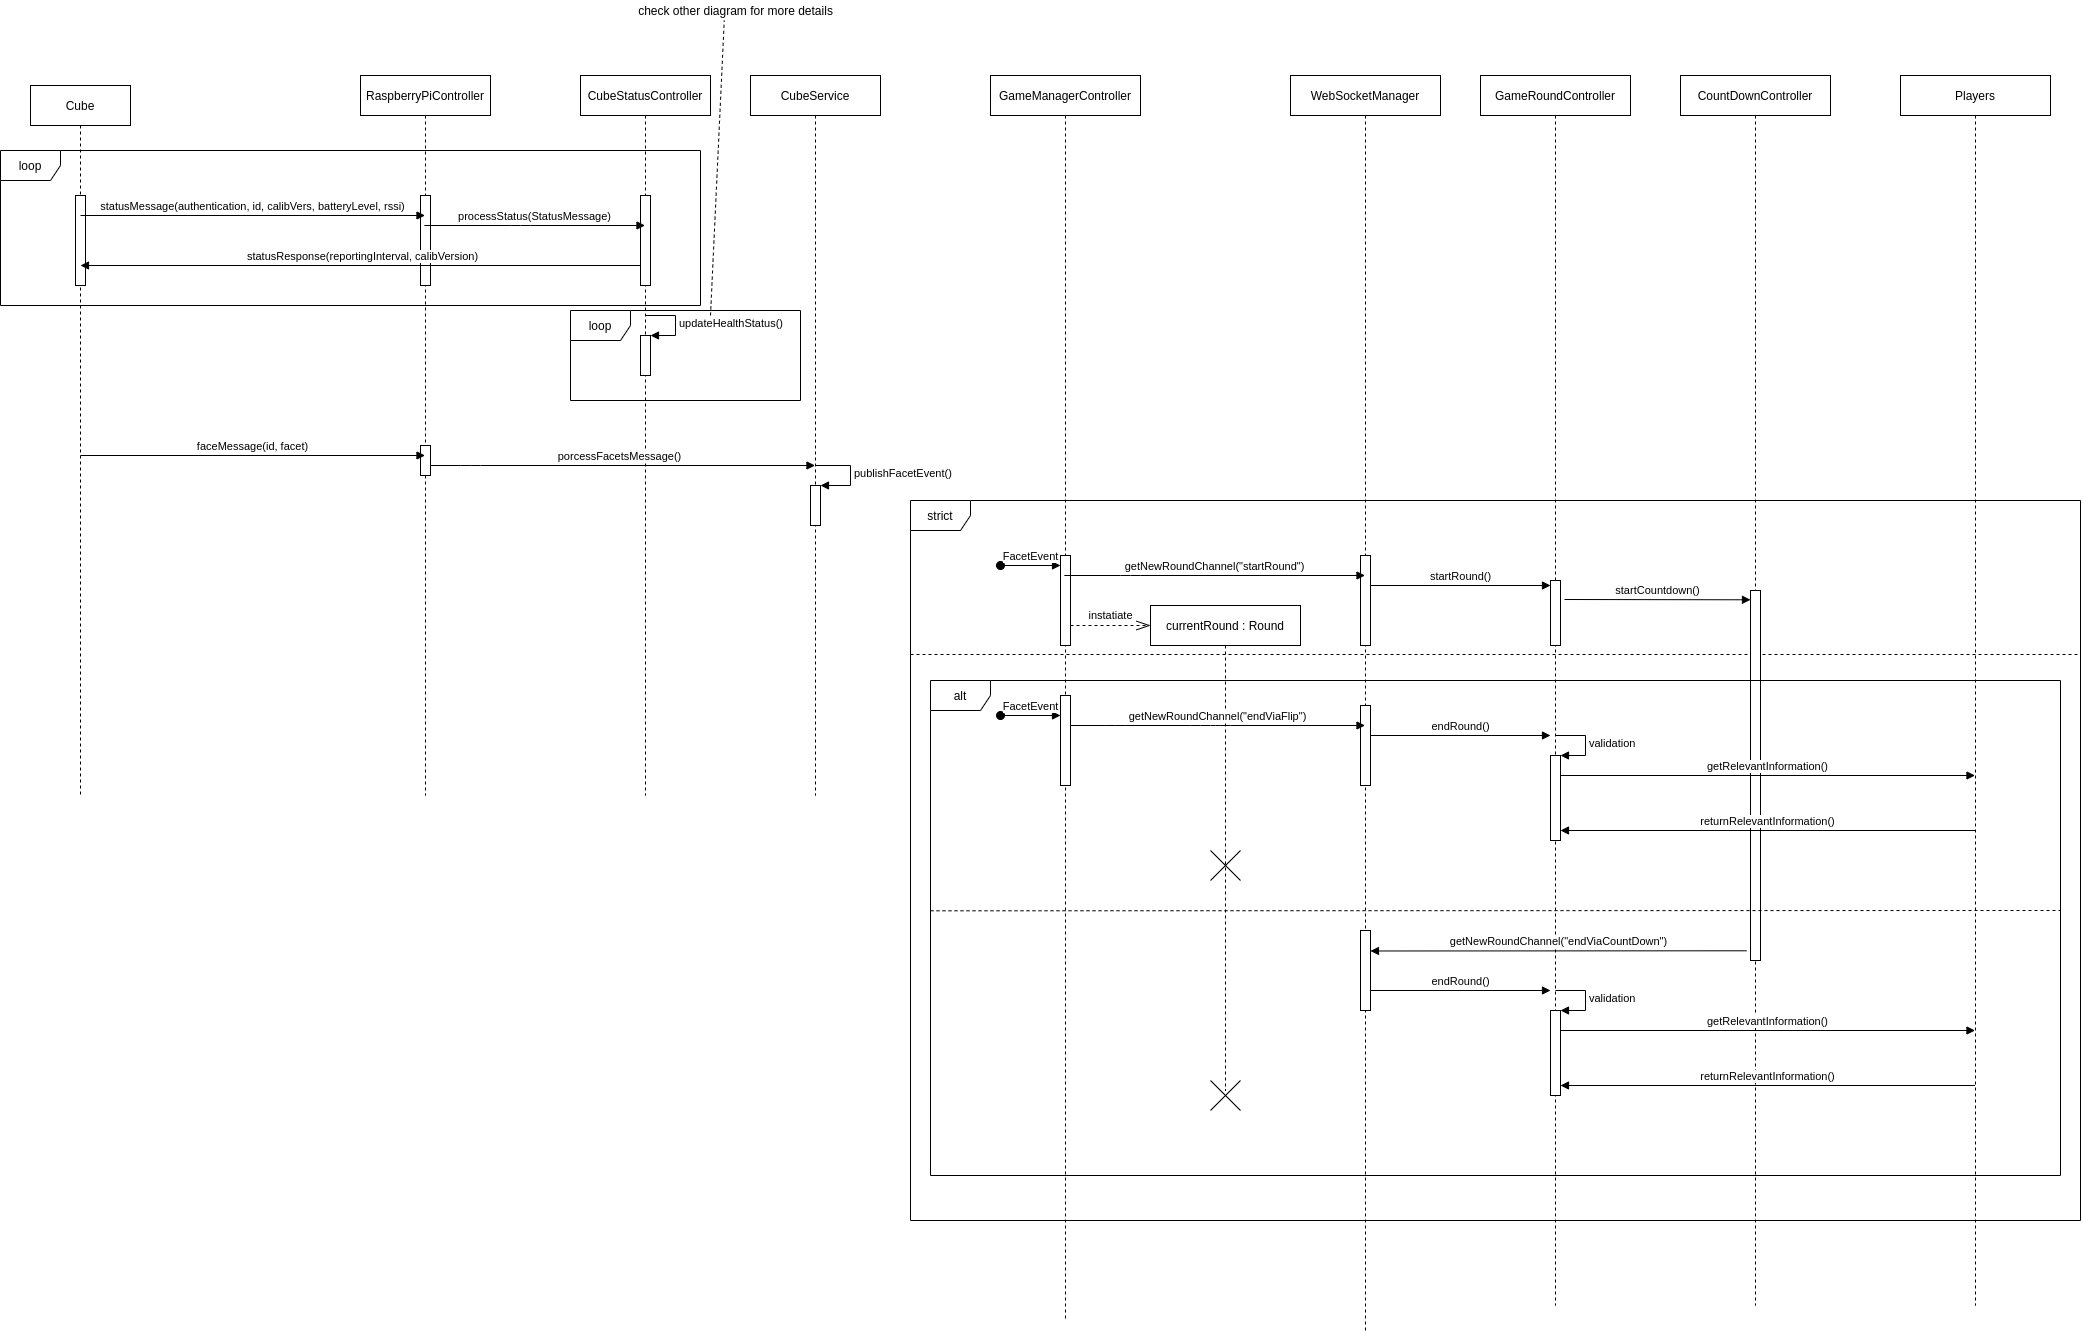 check other diagram for more details
Cube
RaspberryPiController
CubeStatusController
CubeService
GameManagerController
WebSocketManager
GameRoundController
CountDownController
Players
loop
statusMessage(authentication, id, calibVers, batteryLevel, rssi)
processStatus(StatusMessage)
statusResponse(reportingInterval, calibVersion)
loop
updateHealthStatus()
faceMessage(id, facet)
porcessFacetsMessage()
publishFacetEvent()
strict
FacetEvent
getNewRoundChannel("startRound")
startRound()
startCountdown()
instatiate
currentRound : Round
alt
FacetEvent
getNewRoundChannel("endViaFlip")
endRound()
validation
getRelevantInformation()
returnRelevantInformation()
getNewRoundChannel("endViaCountDown")
endRound()
validation
getRelevantInformation()
returnRelevantInformation()